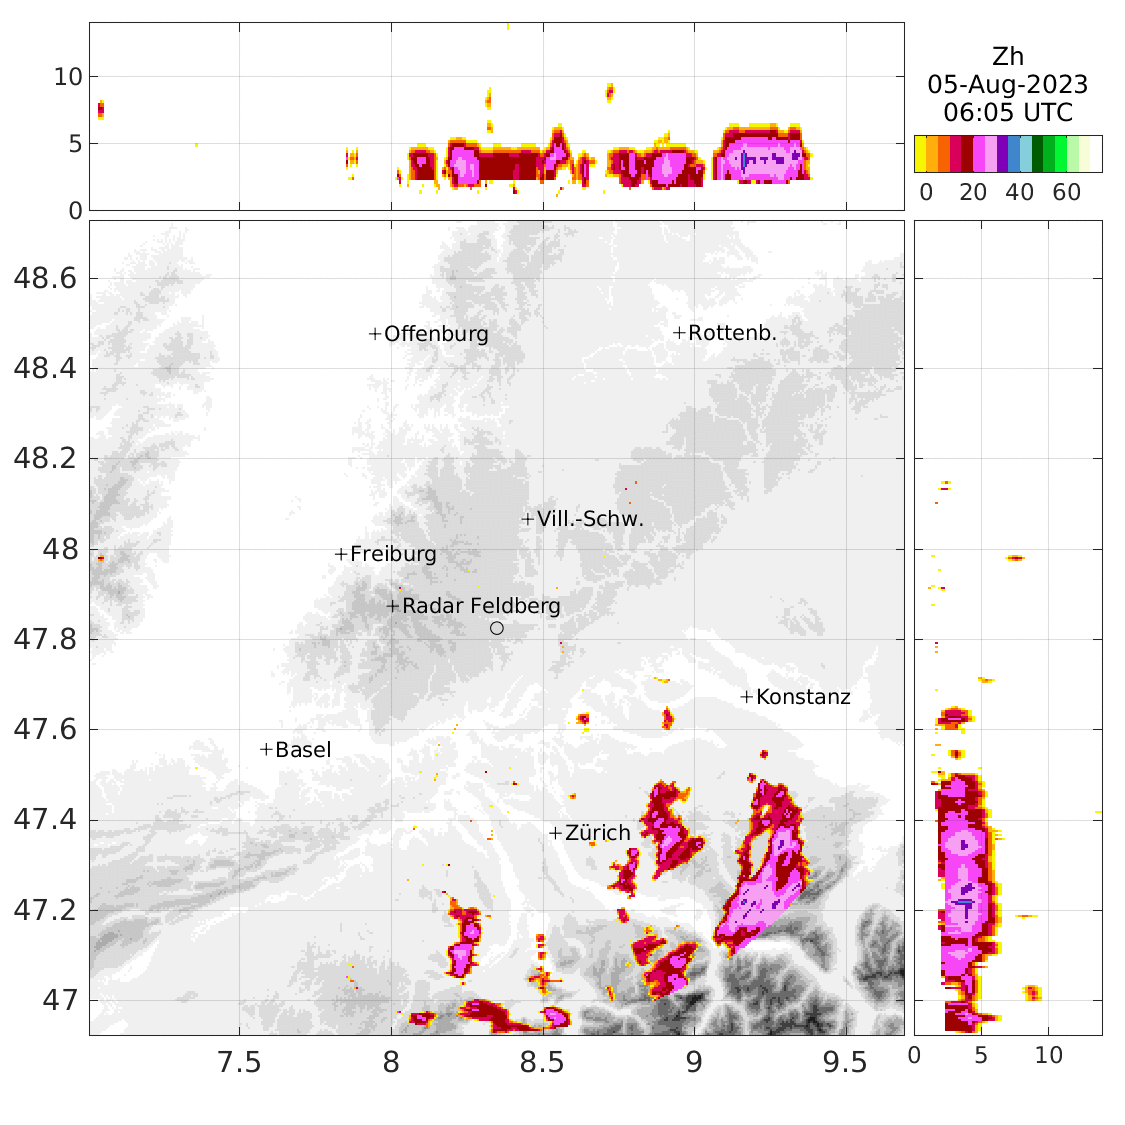 10
5
0
Zh
05-Aug-2023
06:05 UTC
0 20 40 60
48.6
48.4
48.2
48
47.8
47.6
47.4
47.2
47
+Offenburg
+Rottenb.
+Vill.-Schw.
+Freiburg
+Radar Feldberg
+Konstanz
+Basel
+Zürich
7.5 8 8.5 9 9.5
0 5 10